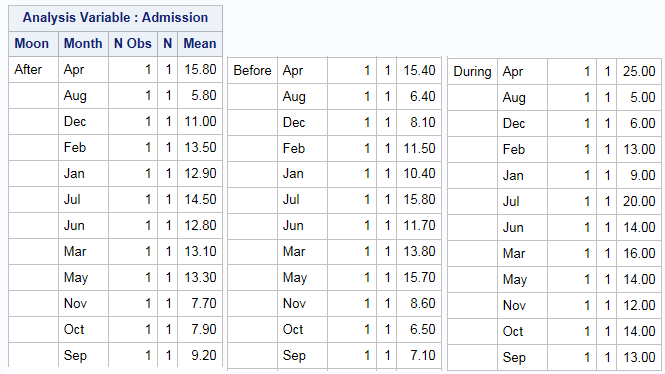 Analysis Variable : Admission
Moon Month N Obs N Mean
After Apr 1 1 15.80
Aug 1 1 5.80
Dec 1 1 11.00
Feb 1 1 13.50
Jan 1 1 12.90
Jul 1 1 14.50
Jun 1 1 12.80
Mar 1 1 13.10
May 1 1 13.30
Nov 1 1 7.70
Oct 1 1 7.90
Sep 1 1 9.20
Before Apr 1 1 15.40
Aug 1 1 6.40
Dec 1 1 8.10
Feb 1 1 11.50
Jan 1 1 10.40
Jul 1 1 15.80
Jun 1 1 11.70
Mar 1 1 13.80
May 1 1 15.70
Nov 1 1 8.60
Oct 1 1 6.50
Sep 1 1 7.10
During Apr 1 1 25.00
Aug 1 1 5.00
Dec 1 1 6.00
Feb 1 1 13.00
Jan 1 1 9.00
Jul 1 1 20.00
Jun 1 1 14.00
Mar 1 1 16.00
May 1 1 14.00
Nov 1 1 12.00
Oct 1 1 14.00
Sep 1 1 13.00